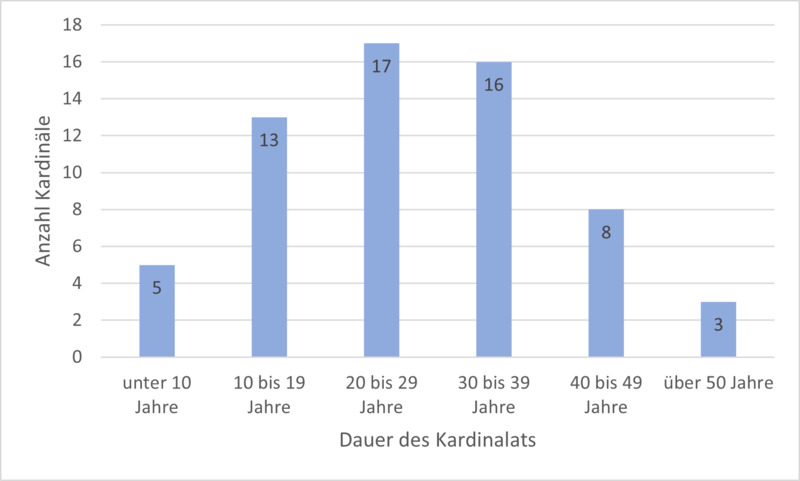 18
16
14
12
10
8
6
4
2
0
Anzahl Kardinäle
5
13
17
16
8
3
unter 10
Jahre
10 bis 19
Jahre
20 bis 29
Jahre
30 bis 39
Jahre
40 bis 49
Jahre
über 50 Jahre
Dauer des Kardinalats